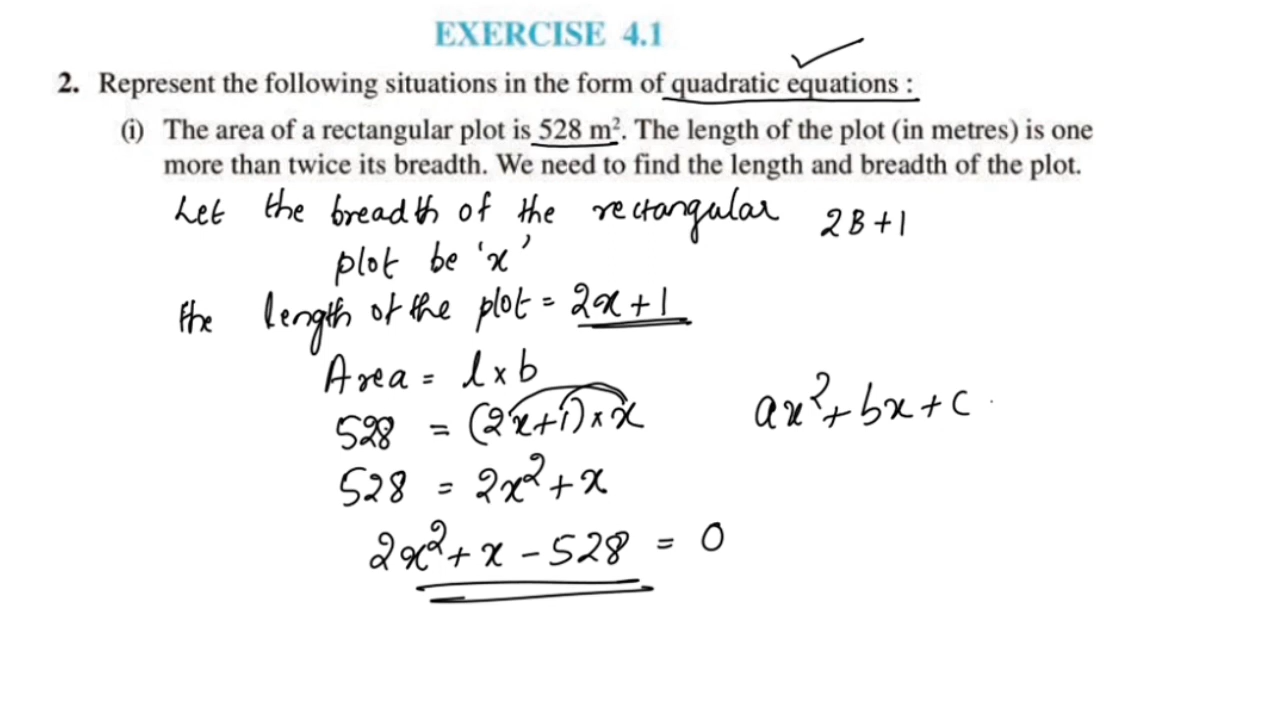 EXERCISE 4.1
2. Represent the following situations in the form of quadratic equations :
(i) The area of a rectangular plot is 528 m². The length of the plot (in metres) is one
more than twice its breadth. We need to find the length and breadth of the plot.
Let the breadth of the rectangular 2B+1
plot be 'x'
the length of the plot = 2x+1
Area = l x b
528 = (2x+1) x x ax²+bx+c
528 = 2x²+x
2x²+x-528 = 0